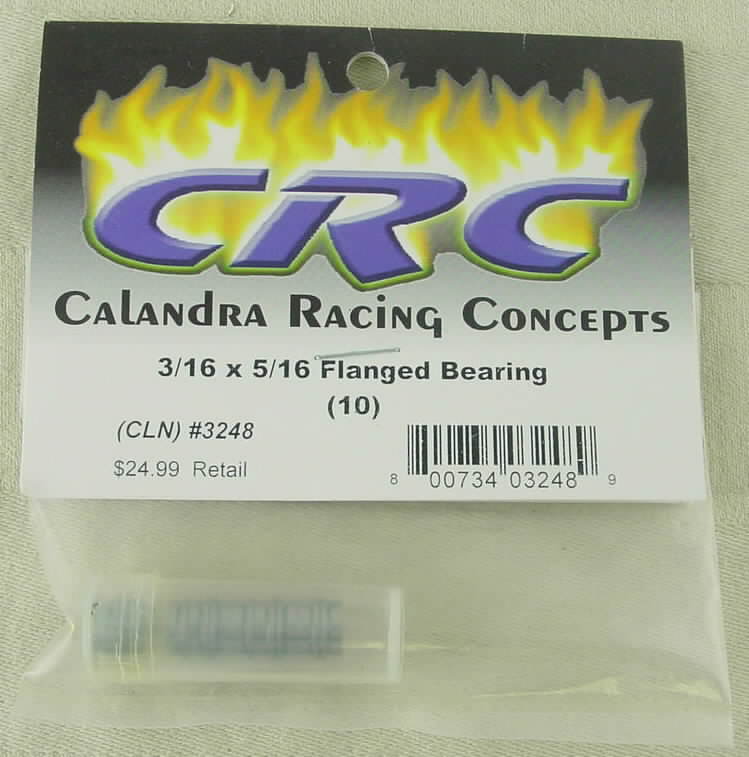 CRC
Calandra Racing Concepts
3/16 x 5/16 Flanged Bearing
(10)
(CLN) #3248
$24.99 Retail
8 00734 03248 9